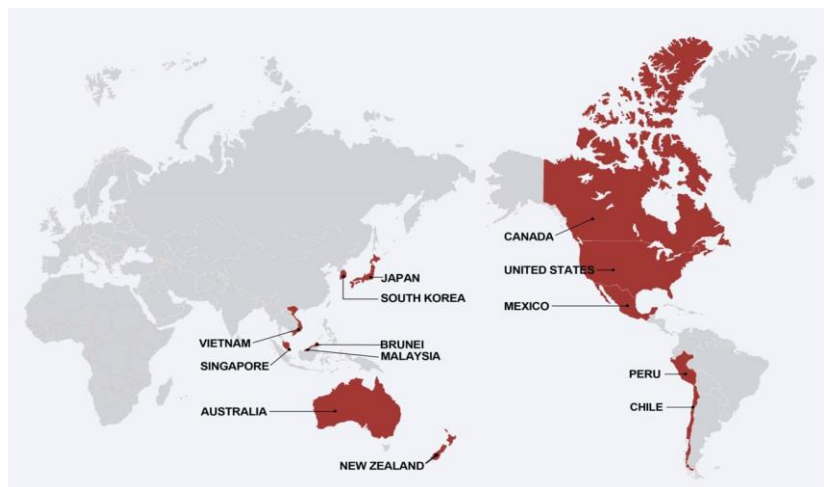 CANADA
JAPAN
UNITED STATES
SOUTH KOREA
MEXICO
VIETNAM
BRUNEI
MALAYSIA
SINGAPORE
PERU
CHILE
AUSTRALIA
NEW ZEALAND